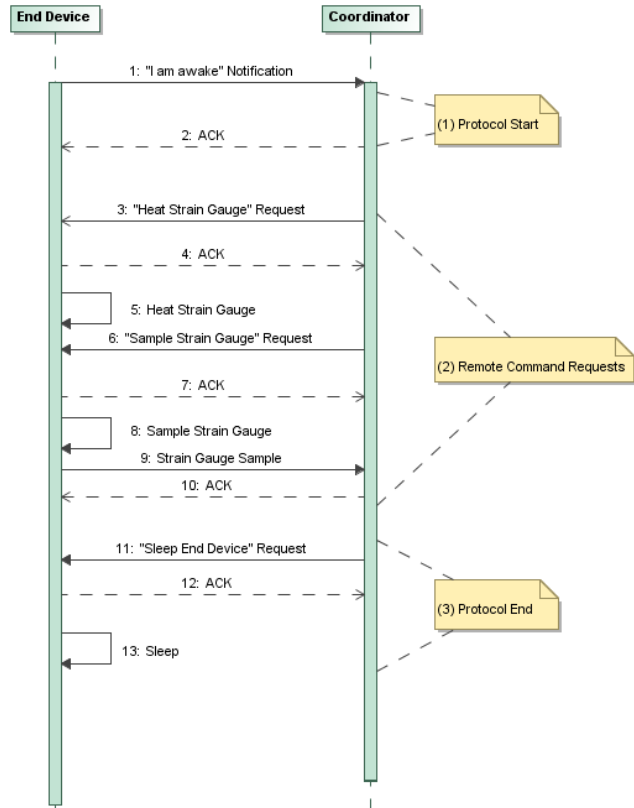 End Device
Coordinator
1: "I am awake" Notification
(1) Protocol Start
2: ACK
3: "Heat Strain Gauge" Request
4: ACK
5: Heat Strain Gauge
6: "Sample Strain Gauge" Request
(2) Remote Command Requests
7: ACK
8: Sample Strain Gauge
9: Strain Gauge Sample
10: ACK
11: "Sleep End Device" Request
12: ACK
(3) Protocol End
13: Sleep